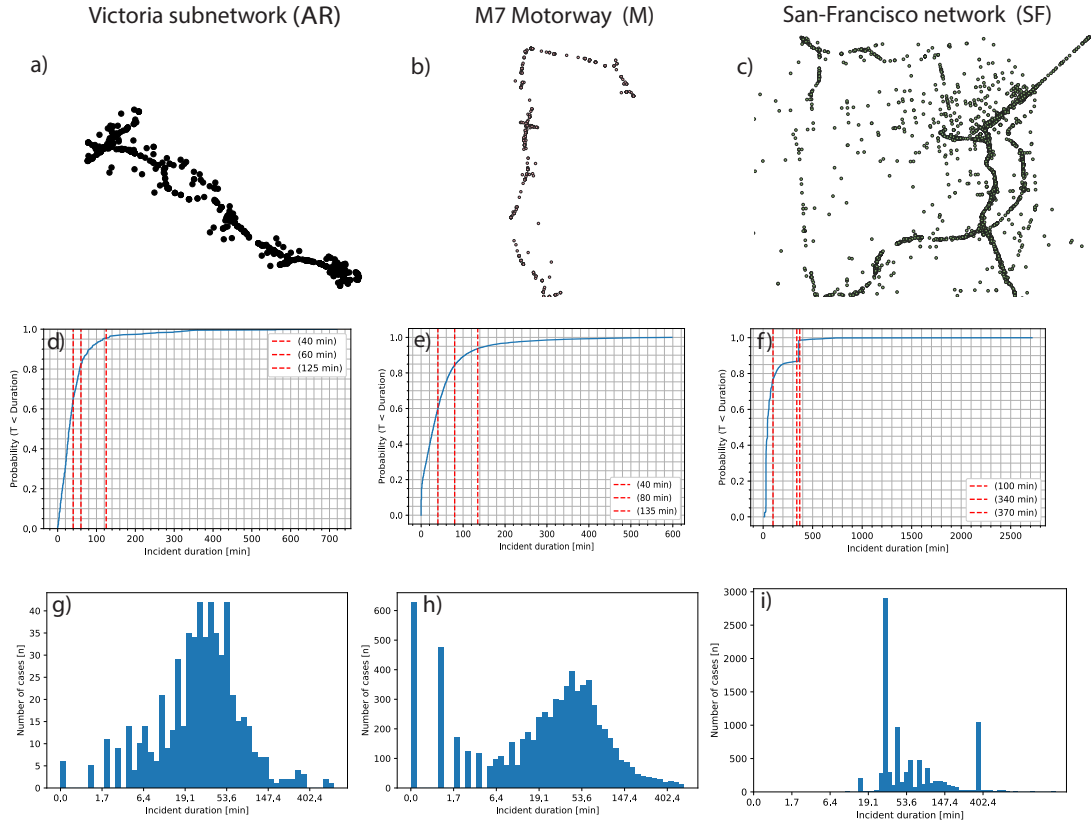 Victoria subnetwork (AR)
M7 Motorway (M)
San-Francisco network (SF)
a)
b)
c)
d)
1.0
0.8
0.6
0.4
0.2
0,0
Probability (T < Duration)
0
100
200
300
400
500
600
700
Incident duration [min]
(40 min)
(60 min)
(125 min)
e)
1.0
0.8
0.6
0.4
0.2
0.0
Probability (T < Duration)
0
100
200
300
400
500
600
Incident duration [min]
(40 min)
(80 min)
(135 min)
f)
1.0
0.8
0.6
0.4
0.2
0.0
Probability (T < Duration)
0
500
1000
1500
2000
2500
Incident duration [min]
(100 min)
(340 min)
(370 min)
g)
40
35
30
25
20
15
10
5
0
Number of cases [n]
0,0
1,7
6,4
19.1
53,6
147,4
402,4
Incident duration [min]
h)
600
500
400
300
200
100
0
Number of cases [n]
0,0
1,7
6,4
19.1
53,6
147,4
402,4
Incident duration [min]
i)
3000
2500
2000
1500
1000
500
0
Number of cases [n]
0,0
1,7
6,4
19.1
53,6
147,4
402,4
Incident duration [min]